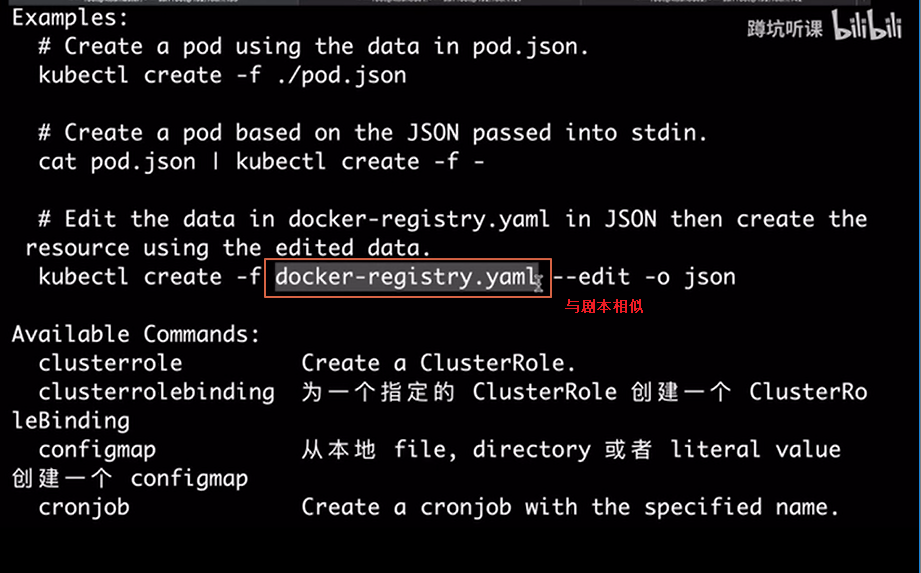 蹲坑听课 bilibili
Examples:
# Create a pod using the data in pod.json.
kubectl create -f ./pod.json
# Create a pod based on the JSON passed into stdin.
cat pod.json | kubectl create -f -
# Edit the data in docker-registry.yaml in JSON then create the
resource using the edited data.
kubectl create -f docker-registry.yaml --edit -o json
与剧本相似
Available Commands:
clusterrole Create a ClusterRole.
clusterrolebinding 为一个指定的 ClusterRole 创建一个 ClusterRo
leBinding
configmap 从本地 file, directory 或者 literal value
创建一个 configmap
cronjob Create a cronjob with the specified name.